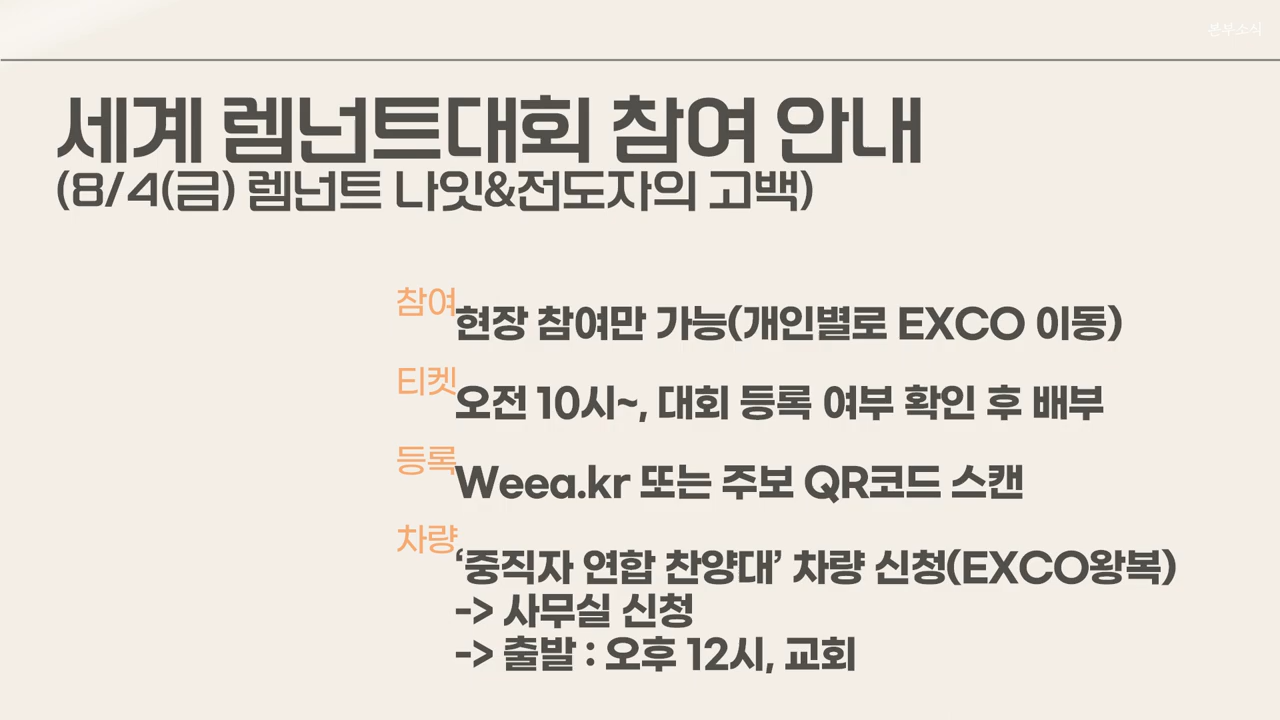 본부소식
세계 렘넌트대회 참여 안내
(8/4(금) 렘넌트 나잇&전도자의 고백)
참여
현장 참여만 가능(개인별로 EXCO 이동)
티켓
오전 10시~, 대회 등록 여부 확인 후 배부
등록
Weea.kr 또는 주보 QR코드 스캔
차량
‘중직자 연합 찬양대’ 차량 신청(EXCO왕복)
-> 사무실 신청
-> 출발 : 오후 12시, 교회